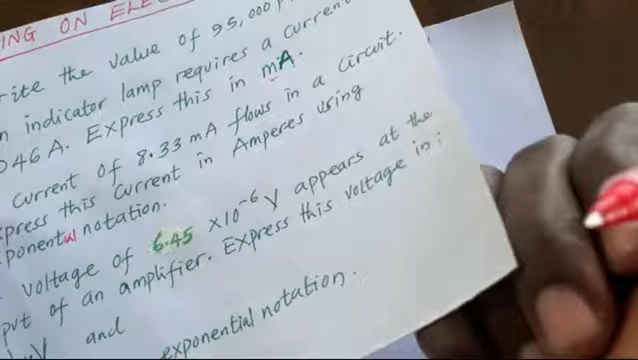 ING ON ELE
rite the value of 95,000
n indicator lamp requires a current
046 A. Express this in mA.
current of 8.33 mA flows in a circuit.
xpress this current in Amperes using
ponential notation.
voltage of 6.45 ×10⁻⁶ V appears at the
put of an amplifier. Express this voltage in:
V and exponential notation.